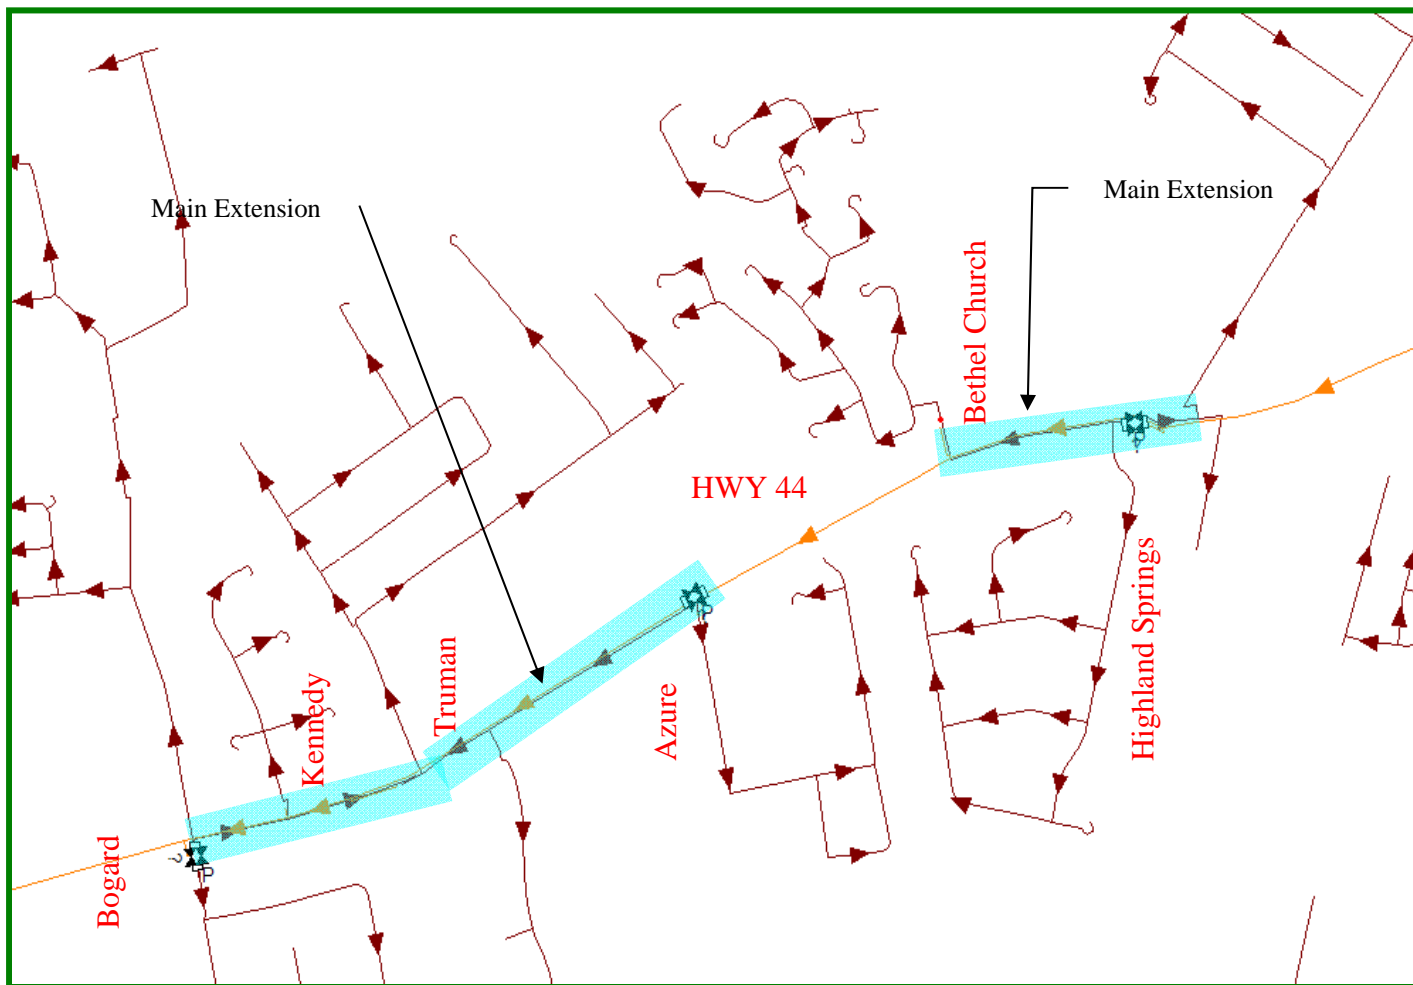 Main Extension
Main Extension
Bethel Church
HWY 44
Highland Springs
Kennedy
Truman
Azure
Bogard
?